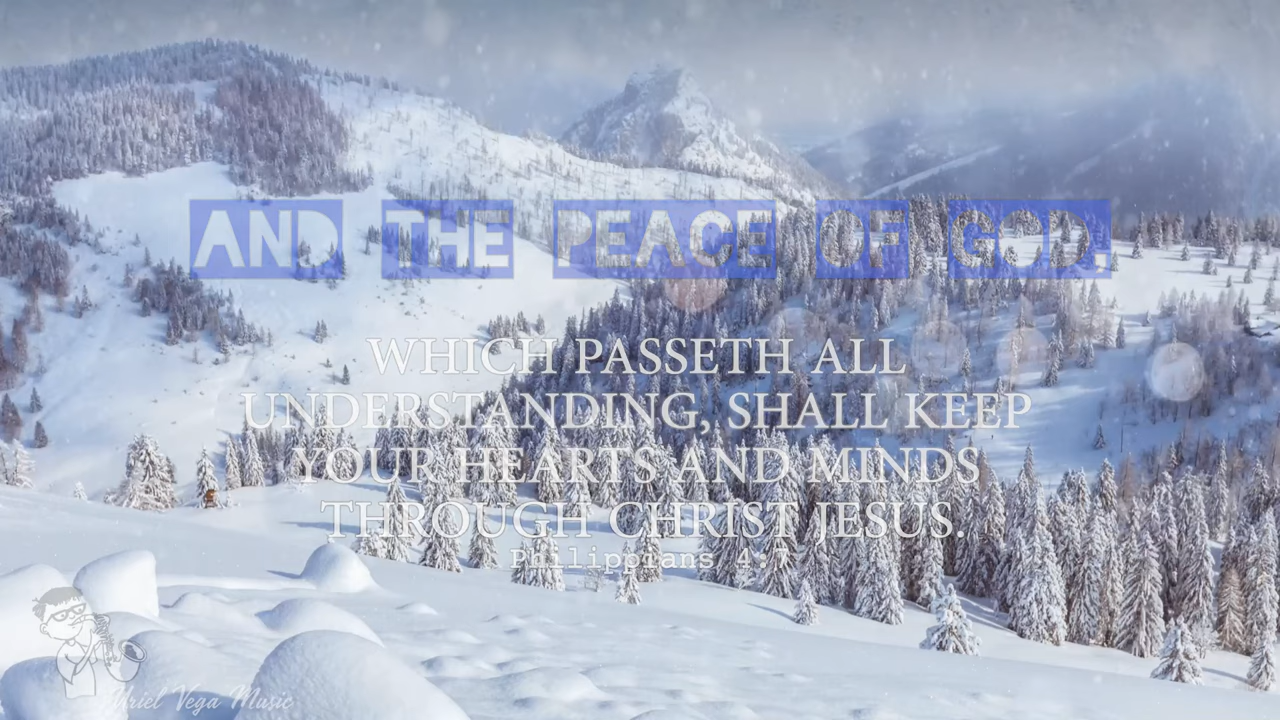 AND THE PEACE OF GOD,
WHICH PASSETH ALL
UNDERSTANDING, SHALL KEEP
YOUR HEARTS AND MINDS
THROUGH CHRIST JESUS.
Philippians 4:7
Uriel Vega Music